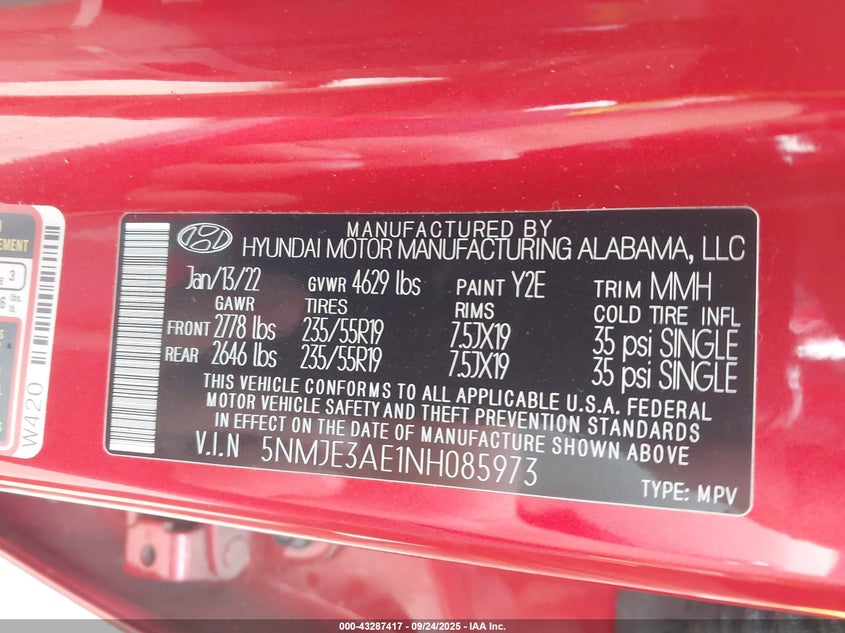 MANUFACTURED BY
HYUNDAI MOTOR MANUFACTURING ALABAMA, LLC
Jan/13/22 GVWR 4629 lbs PAINT Y2E TRIM MMH
GAWR TIRES RIMS COLD TIRE INFL
FRONT 2778 lbs 235/55R19 7.5JX19 35 psi SINGLE
REAR 2646 lbs 235/55R19 7.5JX19 35 psi SINGLE
THIS VEHICLE CONFORMS TO ALL APPLICABLE U.S.A. FEDERAL
MOTOR VEHICLE SAFETY AND THEFT PREVENTION STANDARDS
IN EFFECT ON THE DATE OF MANUFACTURE SHOWN ABOVE.
V.I.N 5NMJE3AE1NH085973
TYPE: MPV
3
lbs.
lb.
W420
000-43287417 - 09/24/2025 - IAA Inc.